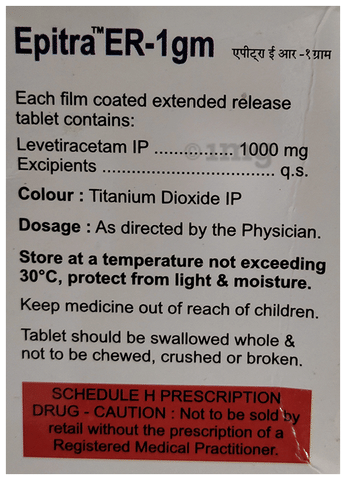 Epitra™ER-1gm एपीट्रा ई आर -१ ग्राम
Each film coated extended release
tablet contains:
Levetiracetam IP ............... 1000 mg
Excipients ................................... q.s.
Colour : Titanium Dioxide IP
Dosage : As directed by the Physician.
Store at a temperature not exceeding
30°C, protect from light & moisture.
Keep medicine out of reach of children.
Tablet should be swallowed whole &
not to be chewed, crushed or broken.
SCHEDULE H PRESCRIPTION
DRUG - CAUTION : Not to be sold by
retail without the prescription of a
Registered Medical Practitioner.